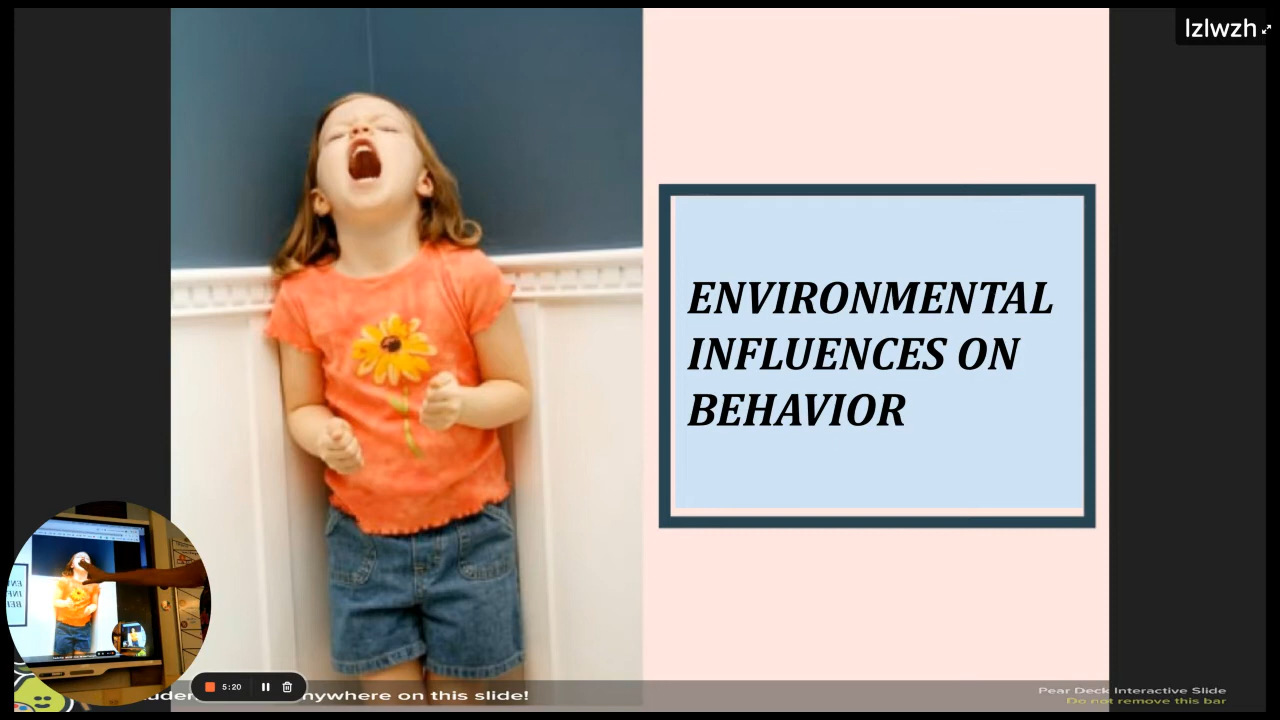 lzlwzh
ENVIRONMENTAL
INFLUENCES ON
BEHAVIOR
5:20
nywhere on this slide!
Pear Deck Interactive Slide
Do not remove this bar